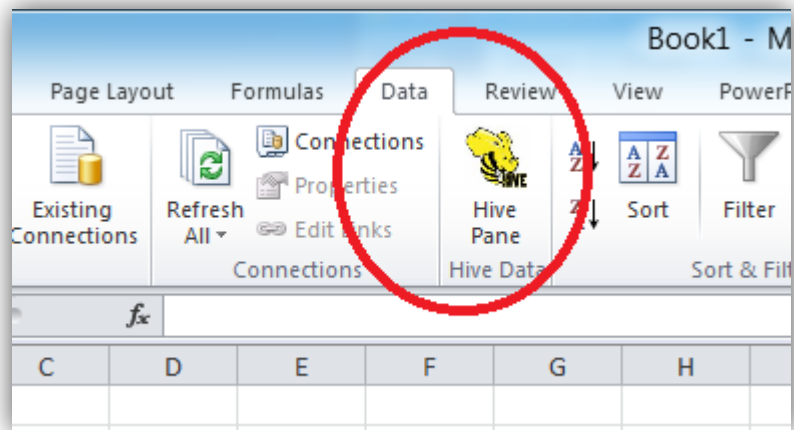 Book1 - M
Page Layout Formulas Data Review View PowerP
Existing Connections
Refresh All
Connections
Properties
Edit Links
HIVE
Hive Pane
A Z
Z A
A Z
Z A
Sort
Filter
Connections Hive Data Sort & Filt
fx
C D E F G H